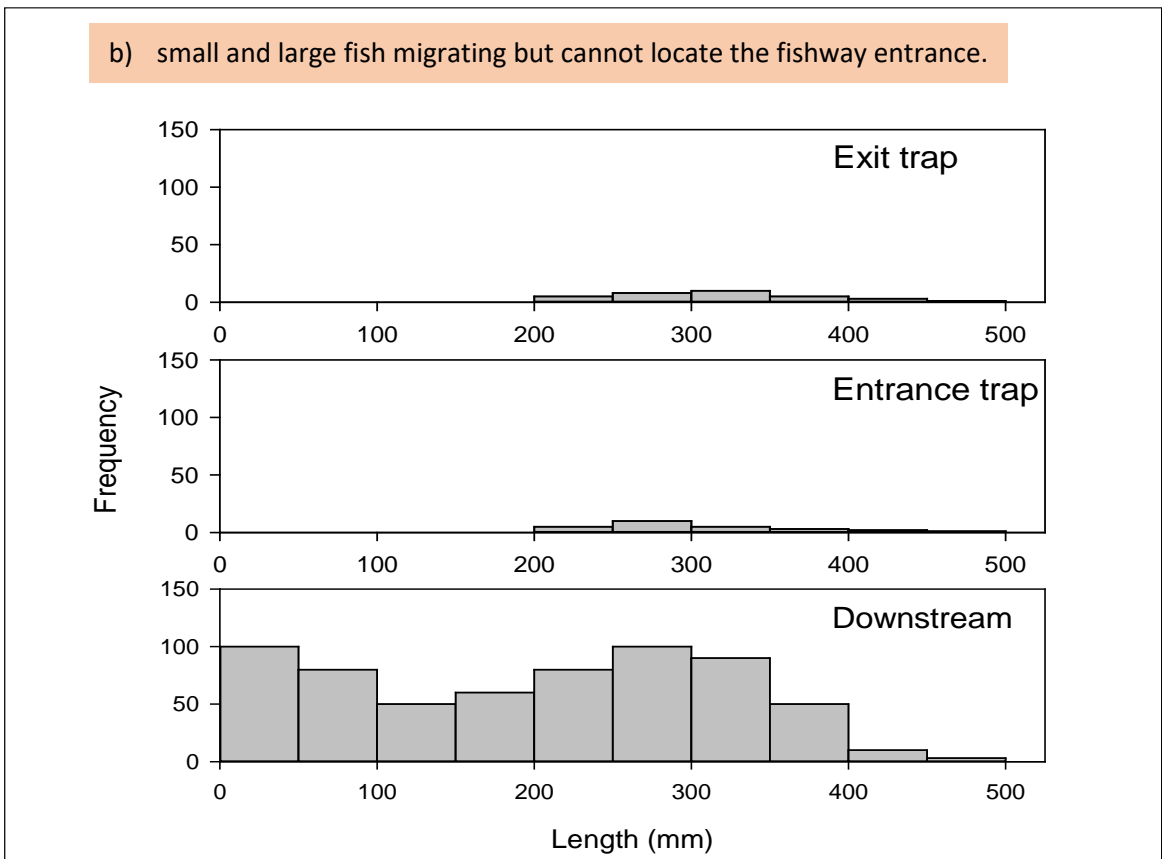 b) small and large fish migrating but cannot locate the fishway entrance.
150
100
50
0
Exit trap
0 100 200 300 400 500
150
100
50
0
Entrance trap
0 100 200 300 400 500
Frequency
150
100
50
0
Downstream
0 100 200 300 400 500
Length (mm)